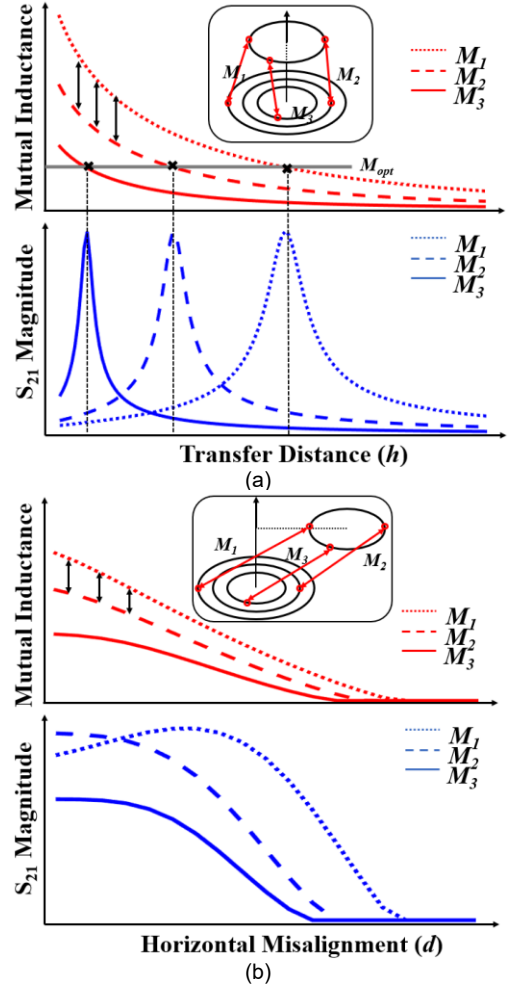 Mutual Inductance
M1
M2
M3
M1
M2
M3
Mopt
S21 Magnitude
M1
M2
M3
Transfer Distance (h)
(a)
Mutual Inductance
M1
M3
M2
M1
M2
M3
S21 Magnitude
M1
M2
M3
Horizontal Misalignment (d)
(b)